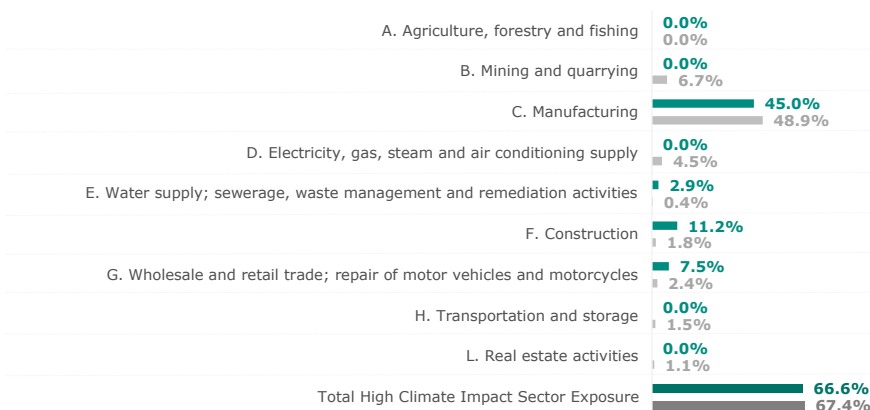 A. Agriculture, forestry and fishing
0.0%
0.0%
B. Mining and quarrying
0.0%
6.7%
C. Manufacturing
45.0%
48.9%
D. Electricity, gas, steam and air conditioning supply
0.0%
4.5%
E. Water supply; sewerage, waste management and remediation activities
2.9%
0.4%
F. Construction
11.2%
1.8%
G. Wholesale and retail trade; repair of motor vehicles and motorcycles
7.5%
2.4%
H. Transportation and storage
0.0%
1.5%
L. Real estate activities
0.0%
1.1%
Total High Climate Impact Sector Exposure
66.6%
67.4%